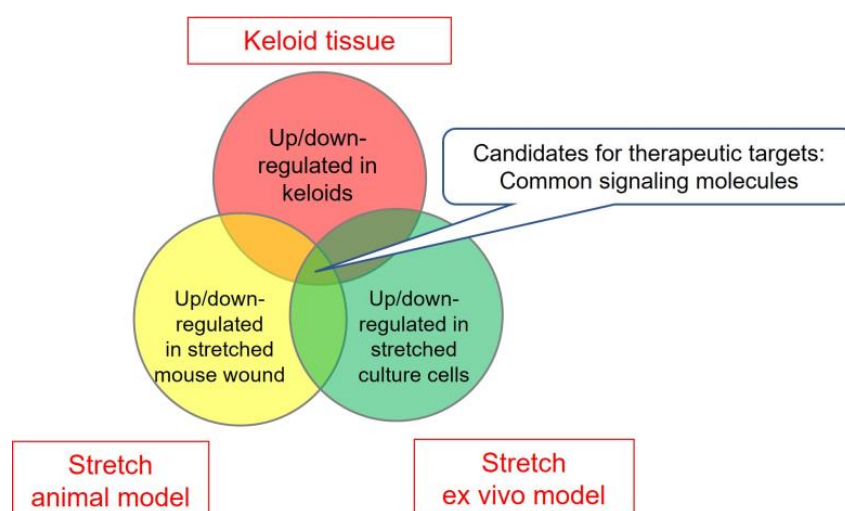 Keloid tissue
Up/down-
regulated in
keloids
Candidates for therapeutic targets:
Common signaling molecules
Up/down-
regulated
in stretched
mouse wound
Up/down-
regulated in
stretched
culture cells
Stretch
animal model
Stretch
ex vivo model